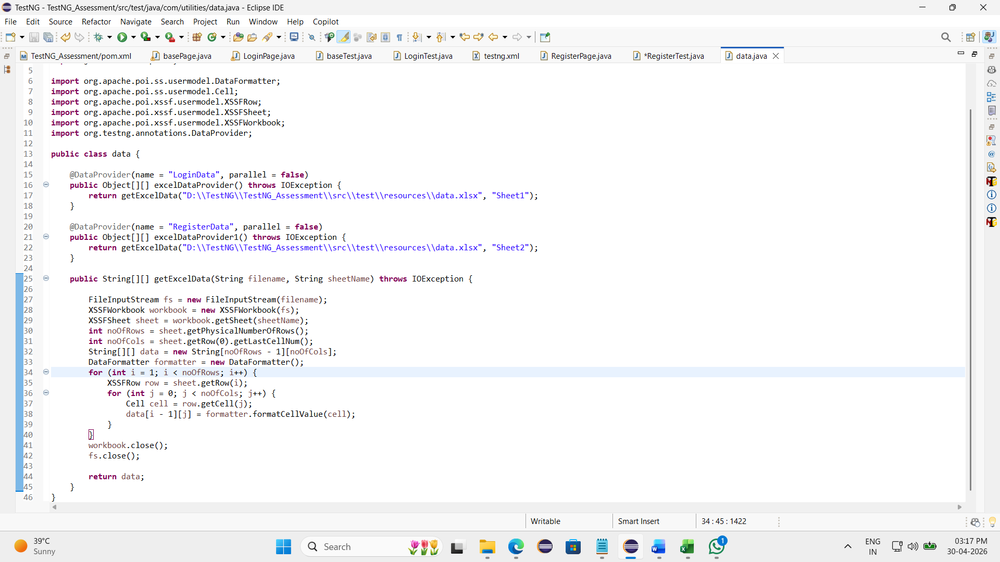 TestNG - TestNG_Assessment/src/test/java/com/utilities/data.java - Eclipse IDE
File Edit Source Refactor Navigate Search Project Run Window Help Copilot
TestNG_Assessment/pom.xml basePage.java LoginPage.java baseTest.java LoginTest.java testng.xml RegisterPage.java *RegisterTest.java data.java
5
6 import org.apache.poi.ss.usermodel.DataFormatter;
7 import org.apache.poi.ss.usermodel.Cell;
8 import org.apache.poi.xssf.usermodel.XSSFRow;
9 import org.apache.poi.xssf.usermodel.XSSFSheet;
10 import org.apache.poi.xssf.usermodel.XSSFWorkbook;
11 import org.testng.annotations.DataProvider;
12
13 public class data {
14
15 @DataProvider(name = "LoginData", parallel = false)
16 public Object[][] excelDataProvider() throws IOException {
17 return getExcelData("D:\\TestNG\\TestNG_Assessment\\src\\test\\resources\\data.xlsx", "Sheet1");
18 }
19
20 @DataProvider(name = "RegisterData", parallel = false)
21 public Object[][] excelDataProvider1() throws IOException {
22 return getExcelData("D:\\TestNG\\TestNG_Assessment\\src\\test\\resources\\data.xlsx", "Sheet2");
23 }
24
25 public String[][] getExcelData(String filename, String sheetName) throws IOException {
26
27 FileInputStream fs = new FileInputStream(filename);
28 XSSFWorkbook workbook = new XSSFWorkbook(fs);
29 XSSFSheet sheet = workbook.getSheet(sheetName);
30 int noOfRows = sheet.getPhysicalNumberOfRows();
31 int noOfCols = sheet.getRow(0).getLastCellNum();
32 String[][] data = new String[noOfRows - 1][noOfCols];
33 DataFormatter formatter = new DataFormatter();
34 for (int i = 1; i < noOfRows; i++) {
35 XSSFRow row = sheet.getRow(i);
36 for (int j = 0; j < noOfCols; j++) {
37 Cell cell = row.getCell(j);
38 data[i - 1][j] = formatter.formatCellValue(cell);
39 }
40 }
41 workbook.close();
42 fs.close();
43
44 return data;
45 }
46 }
Writable Smart Insert 34 : 45 : 1422
39°C
Sunny
Search
1
ENG
IN
03:17 PM
30-04-2026